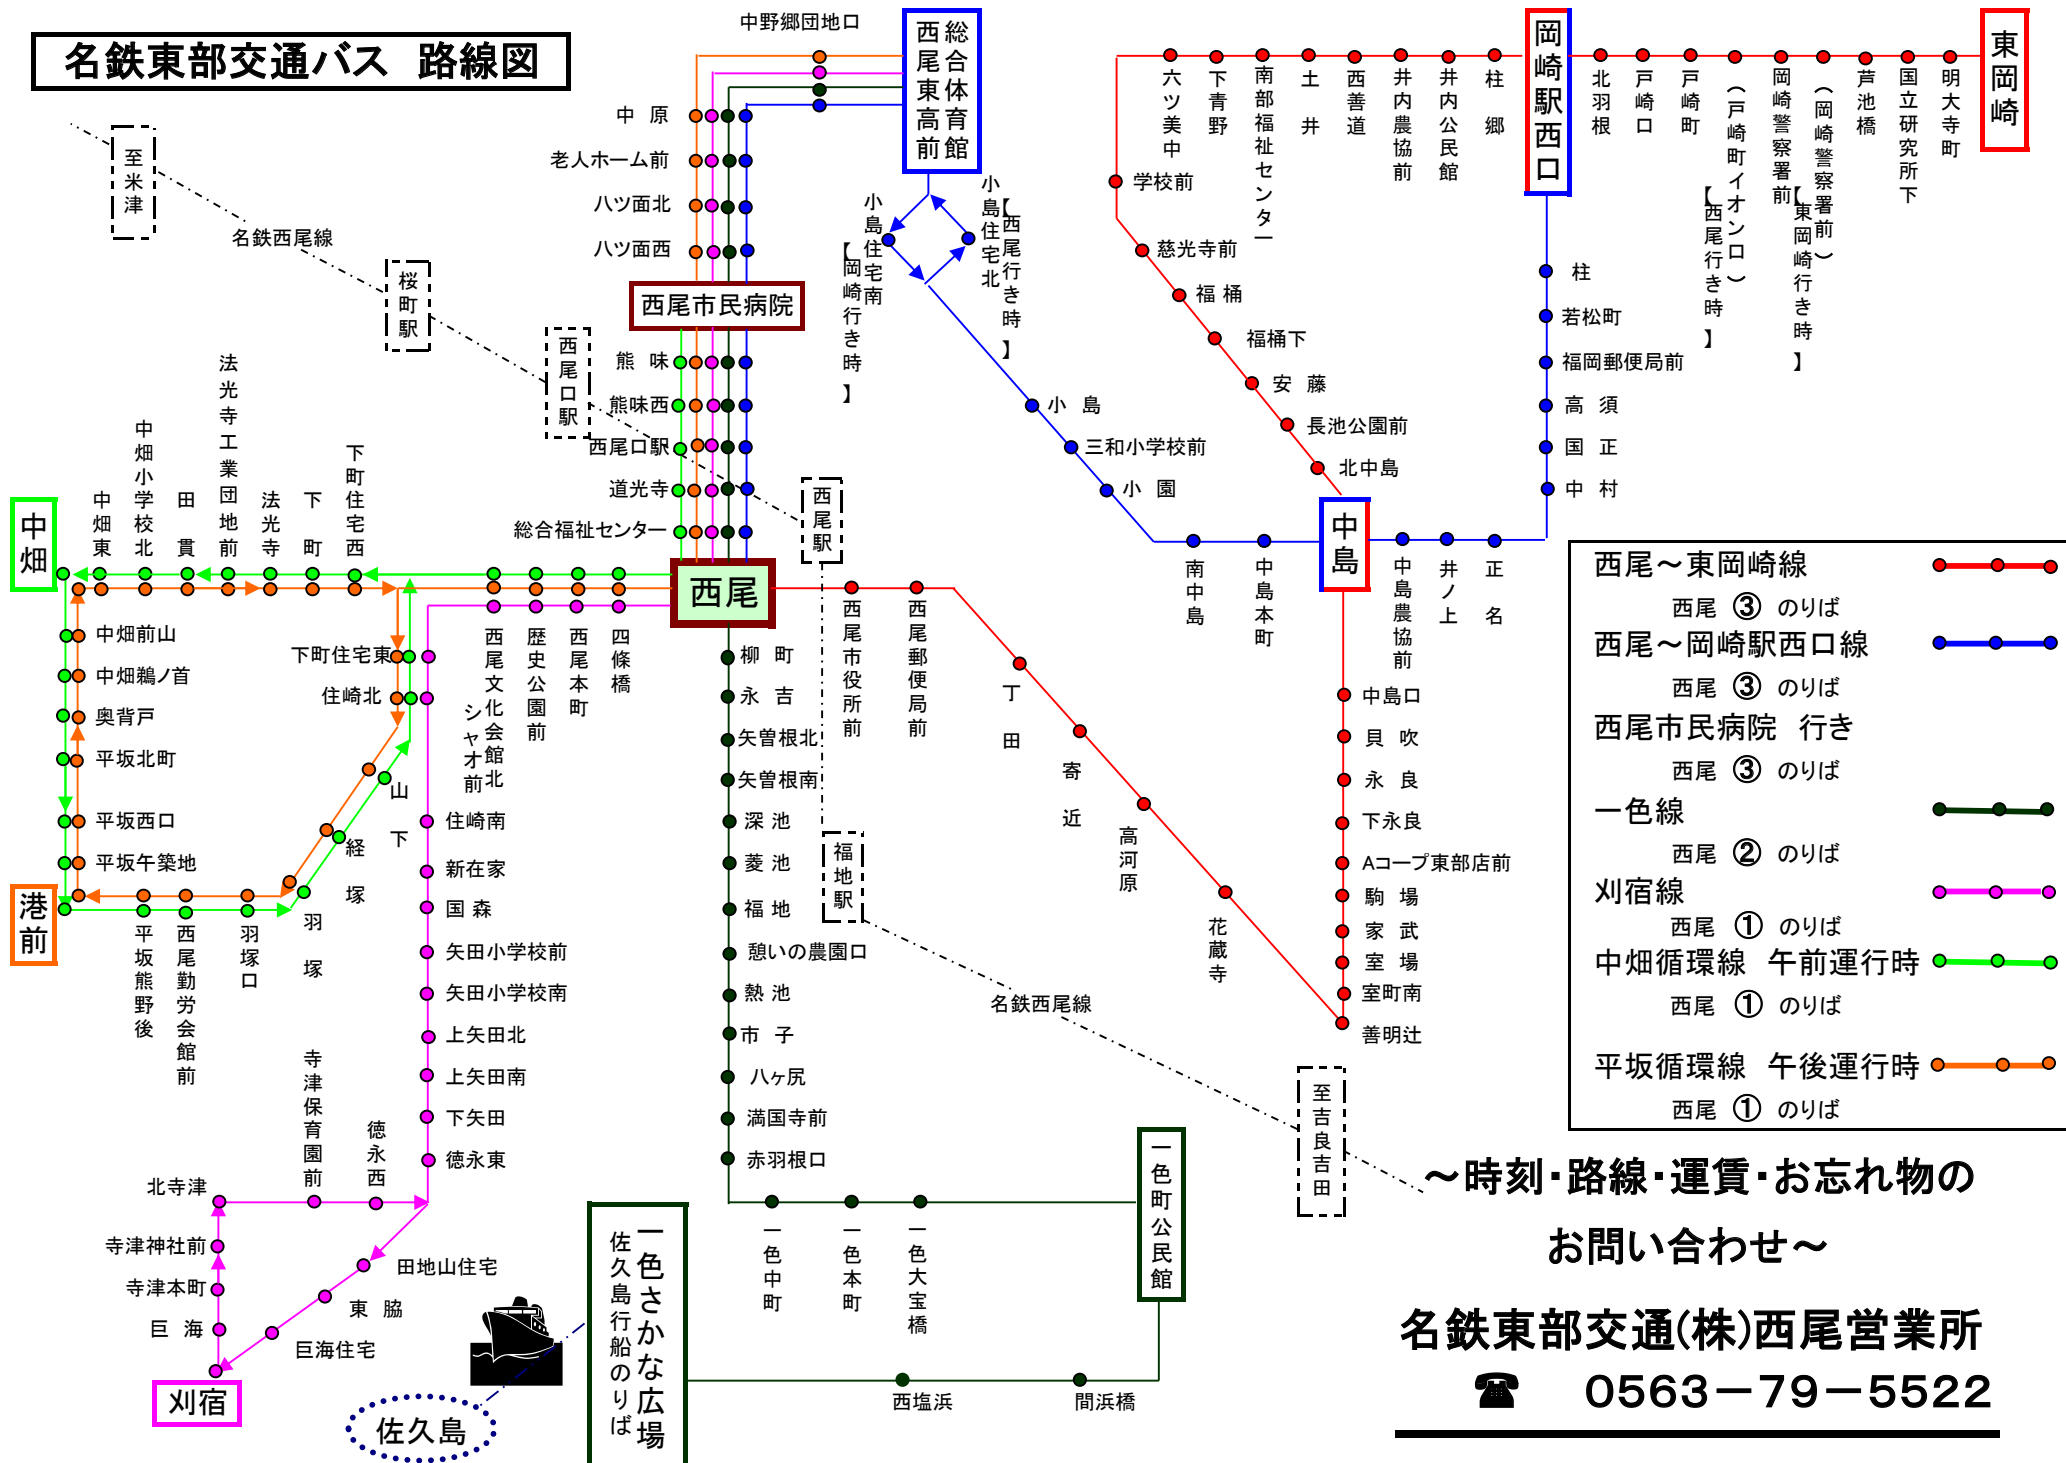 名鉄東部交通バス 路線図
中野郷団地口
西尾東高前
総合体育館
中 原
老人ホーム前
八ツ面北
八ツ面西
西尾市民病院
熊 味
熊味西
西尾口駅
道光寺
総合福祉センター
西尾
至米津
名鉄西尾線
桜町駅
西尾口駅
西尾駅
福地駅
名鉄西尾線
至吉良吉田
小島住宅南
【岡崎行き時】
小島住宅北
【西尾行き時】
小 島
三和小学校前
小 園
南中島
中島本町
中島
中島農協前
井ノ上
正名
六ツ美中
下青野
南部福祉センター
土井
西善道
井内農協前
井内公民館
柱郷
岡崎駅西口
北羽根
戸崎口
戸崎町
(戸崎町イオン口)
【西尾行き時】
岡崎警察署前
(岡崎警察署前)
【東岡崎行き時】
芦池橋
国立研究所下
明大寺町
東岡崎
学校前
慈光寺前
福 桶
福桶下
安 藤
長池公園前
北中島
柱
若松町
福岡郵便局前
高 須
国 正
中 村
中畑
中畑東
中畑小学校北
田貫
法光寺工業団地前
法光寺
下町
下町住宅西
中畑前山
中畑鵜ノ首
奥背戸
平坂北町
平坂西口
平坂午築地
港前
平坂熊野後
西尾勤労会館前
羽塚口
羽塚
経塚
山下
下町住宅東
住崎北
西尾文化会館北
シャオ前
歴史公園前
西尾本町
四條橋
住崎南
新在家
国 森
矢田小学校前
矢田小学校南
上矢田北
上矢田南
下矢田
徳永東
徳永西
寺津保育園前
北寺津
寺津神社前
寺津本町
巨 海
刈宿
田地山住宅
東 脇
巨海住宅
佐久島
柳 町
永 吉
矢曽根北
矢曽根南
深 池
菱 池
福 地
憩いの農園口
熱 池
市 子
八ヶ尻
満国寺前
赤羽根口
一色中町
一色本町
一色大宝橋
一色町公民館
間浜橋
西塩浜
一色さかな広場
佐久島行船のりば
西尾市役所前
西尾郵便局前
丁田
寄近
高河原
花蔵寺
中島口
貝 吹
永 良
下永良
Aコープ東部店前
駒 場
家 武
室 場
室町南
善明辻
西尾～東岡崎線
西尾 ③ のりば
西尾～岡崎駅西口線
西尾 ③ のりば
西尾市民病院 行き
西尾 ③ のりば
一色線
西尾 ② のりば
刈宿線
西尾 ① のりば
中畑循環線 午前運行時
西尾 ① のりば
平坂循環線 午後運行時
西尾 ① のりば
～時刻・路線・運賃・お忘れ物の
お問い合わせ～
名鉄東部交通(株)西尾営業所
☎ 0563－79－5522